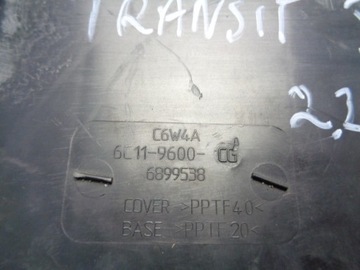 TRANSIT
2,2
C6W4A
6C11-9600-CG
6899538
COVER >PPTF40<
BASE >PPTF20<